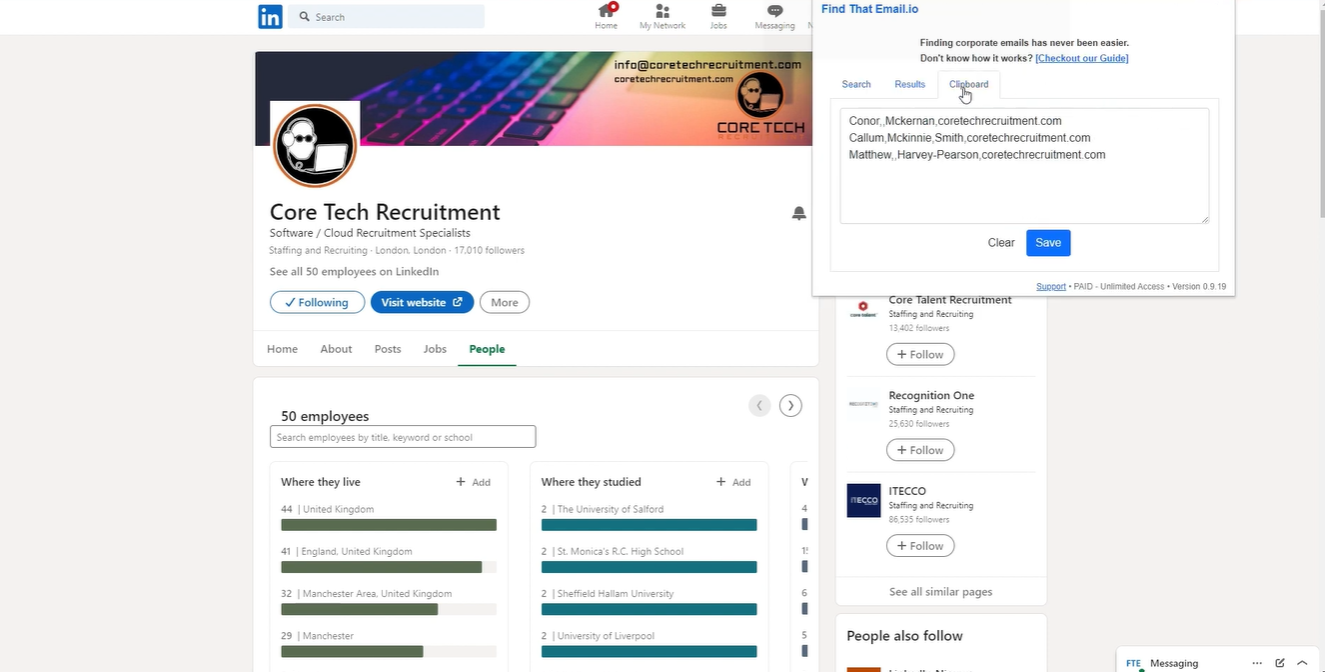 in
Search
Home
My Network
Jobs
Messaging
Find That Email.io
Finding corporate emails has never been easier.
Don't know how it works? [Checkout our Guide]
Search
Results
Clipboard
Conor,,Mckernan,coretechrecruitment.com
Callum,Mckinnie,Smith,coretechrecruitment.com
Matthew,,Harvey-Pearson,coretechrecruitment.com
Clear
Save
Support • PAID - Unlimited Access • Version 0.9.19
info@coretechrecruitment.com
coretechrecruitment.com
CORE TECH
RECRUITMENT
Core Tech Recruitment
Software / Cloud Recruitment Specialists
Staffing and Recruiting · London, London · 17,010 followers
See all 50 employees on LinkedIn
Following
Visit website
More
Home
About
Posts
Jobs
People
50 employees
Search employees by title, keyword or school
Where they live
+ Add
44 | United Kingdom
41 | England, United Kingdom
32 | Manchester Area, United Kingdom
29 | Manchester
Where they studied
+ Add
2 | The University of Salford
2 | St. Monica's R.C. High School
2 | Sheffield Hallam University
2 | University of Liverpool
Core Talent Recruitment
Staffing and Recruiting
13,402 followers
+ Follow
Recognition One
Staffing and Recruiting
25,630 followers
+ Follow
ITECCO
ITECCO
Staffing and Recruiting
86,535 followers
+ Follow
See all similar pages
People also follow
FTE Messaging